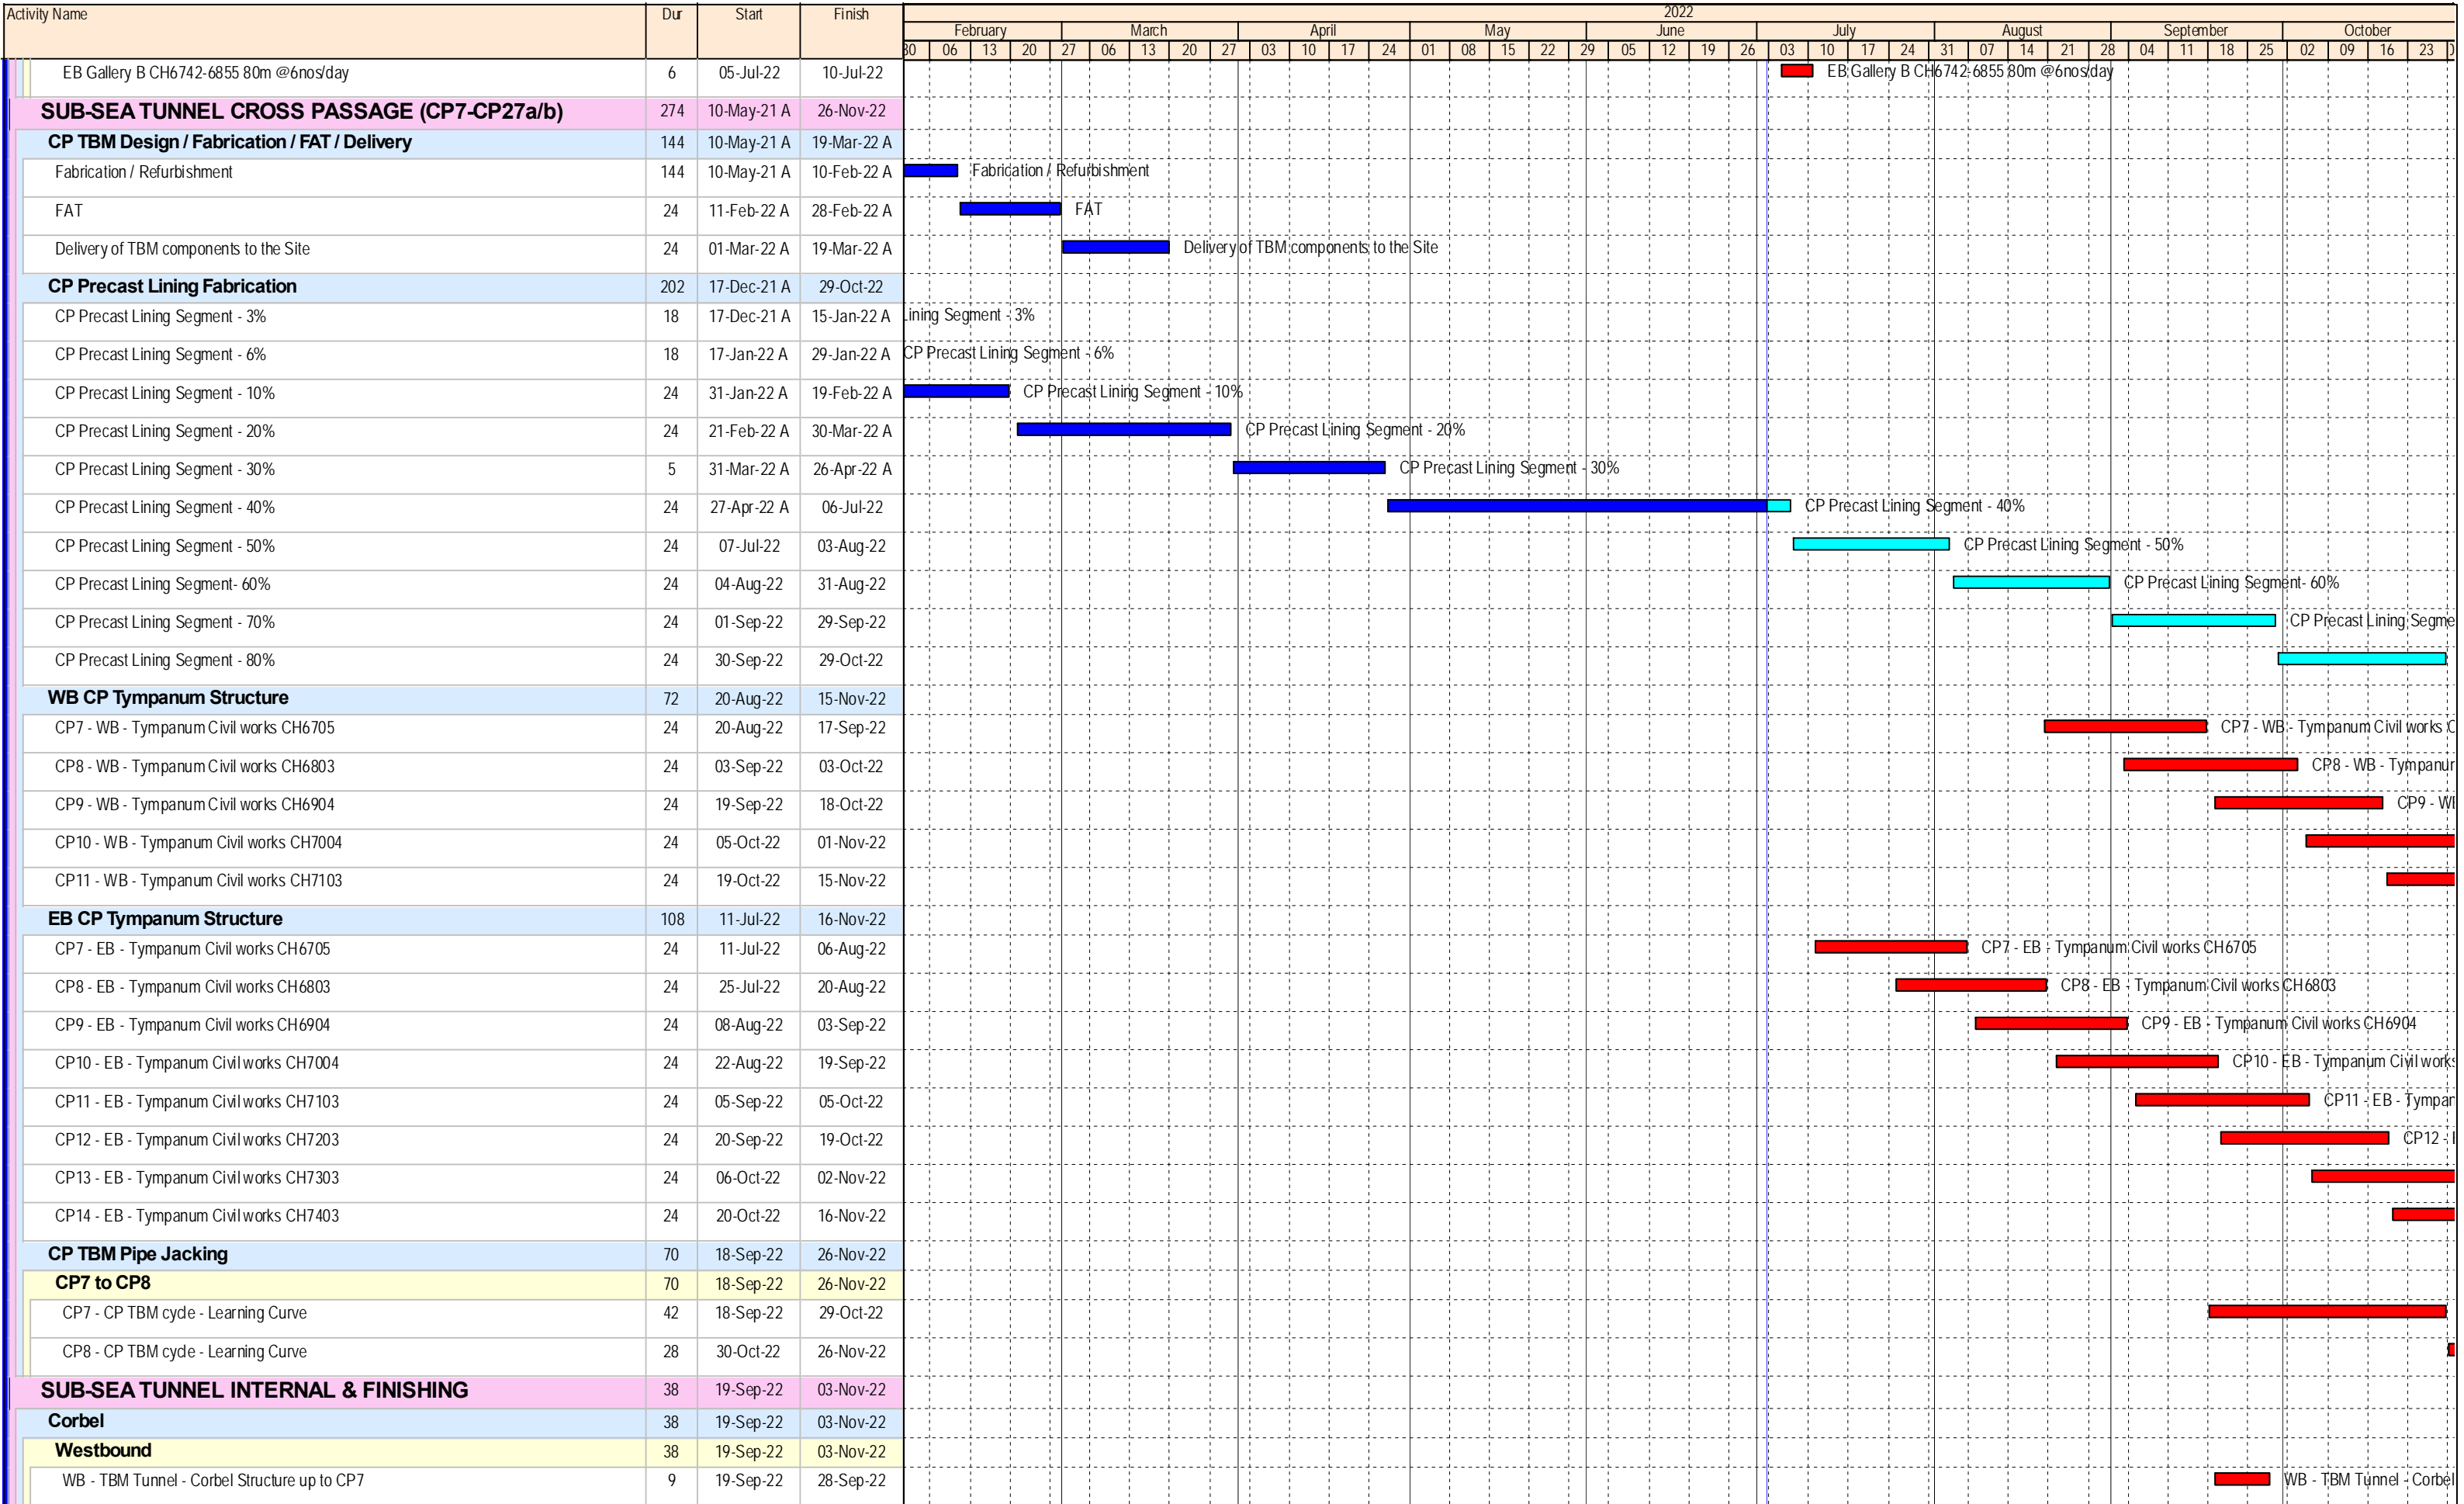 Activity Name Dur Start Finish 2022
February March April May June July August September October
30 06 13 20 27 06 13 20 27 03 10 17 24 01 08 15 22 29 05 12 19 26 03 10 17 24 31 07 14 21 28 04 11 18 25 02 09 16 23
EB Gallery B CH6742-6855 80m @6nos/day 6 05-Jul-22 10-Jul-22 EB Gallery B CH6742-6855 80m @6nos/day
SUB-SEA TUNNEL CROSS PASSAGE (CP7-CP27a/b) 274 10-May-21 A 26-Nov-22
CP TBM Design / Fabrication / FAT / Delivery 144 10-May-21 A 19-Mar-22 A
Fabrication / Refurbishment 144 10-May-21 A 10-Feb-22 A Fabrication / Refurbishment
FAT 24 11-Feb-22 A 28-Feb-22 A FAT
Delivery of TBM components to the Site 24 01-Mar-22 A 19-Mar-22 A Delivery of TBM components to the Site
CP Precast Lining Fabrication 202 17-Dec-21 A 29-Oct-22
CP Precast Lining Segment - 3% 18 17-Dec-21 A 15-Jan-22 A Lining Segment - 3%
CP Precast Lining Segment - 6% 18 17-Jan-22 A 29-Jan-22 A CP Precast Lining Segment - 6%
CP Precast Lining Segment - 10% 24 31-Jan-22 A 19-Feb-22 A CP Precast Lining Segment - 10%
CP Precast Lining Segment - 20% 24 21-Feb-22 A 30-Mar-22 A CP Precast Lining Segment - 20%
CP Precast Lining Segment - 30% 5 31-Mar-22 A 26-Apr-22 A CP Precast Lining Segment - 30%
CP Precast Lining Segment - 40% 24 27-Apr-22 A 06-Jul-22 CP Precast Lining Segment - 40%
CP Precast Lining Segment - 50% 24 07-Jul-22 03-Aug-22 CP Precast Lining Segment - 50%
CP Precast Lining Segment- 60% 24 04-Aug-22 31-Aug-22 CP Precast Lining Segment- 60%
CP Precast Lining Segment - 70% 24 01-Sep-22 29-Sep-22 CP Precast Lining Segme
CP Precast Lining Segment - 80% 24 30-Sep-22 29-Oct-22
WB CP Tympanum Structure 72 20-Aug-22 15-Nov-22
CP7 - WB - Tympanum Civil works CH6705 24 20-Aug-22 17-Sep-22 CP7 - WB - Tympanum Civil works C
CP8 - WB - Tympanum Civil works CH6803 24 03-Sep-22 03-Oct-22 CP8 - WB - Tympanum
CP9 - WB - Tympanum Civil works CH6904 24 19-Sep-22 18-Oct-22 CP9 - WB
CP10 - WB - Tympanum Civil works CH7004 24 05-Oct-22 01-Nov-22
CP11 - WB - Tympanum Civil works CH7103 24 19-Oct-22 15-Nov-22
EB CP Tympanum Structure 108 11-Jul-22 16-Nov-22
CP7 - EB - Tympanum Civil works CH6705 24 11-Jul-22 06-Aug-22 CP7 - EB - Tympanum Civil works CH6705
CP8 - EB - Tympanum Civil works CH6803 24 25-Jul-22 20-Aug-22 CP8 - EB - Tympanum Civil works CH6803
CP9 - EB - Tympanum Civil works CH6904 24 08-Aug-22 03-Sep-22 CP9 - EB - Tympanum Civil works CH6904
CP10 - EB - Tympanum Civil works CH7004 24 22-Aug-22 19-Sep-22 CP10 - EB - Tympanum Civil works
CP11 - EB - Tympanum Civil works CH7103 24 05-Sep-22 05-Oct-22 CP11 - EB - Tympan
CP12 - EB - Tympanum Civil works CH7203 24 20-Sep-22 19-Oct-22 CP12 -
CP13 - EB - Tympanum Civil works CH7303 24 06-Oct-22 02-Nov-22
CP14 - EB - Tympanum Civil works CH7403 24 20-Oct-22 16-Nov-22
CP TBM Pipe Jacking 70 18-Sep-22 26-Nov-22
CP7 to CP8 70 18-Sep-22 26-Nov-22
CP7 - CP TBM cycle - Learning Curve 42 18-Sep-22 29-Oct-22
CP8 - CP TBM cycle - Learning Curve 28 30-Oct-22 26-Nov-22
SUB-SEA TUNNEL INTERNAL & FINISHING 38 19-Sep-22 03-Nov-22
Corbel 38 19-Sep-22 03-Nov-22
Westbound 38 19-Sep-22 03-Nov-22
WB - TBM Tunnel - Corbel Structure up to CP7 9 19-Sep-22 28-Sep-22 WB - TBM Tunnel - Corbel